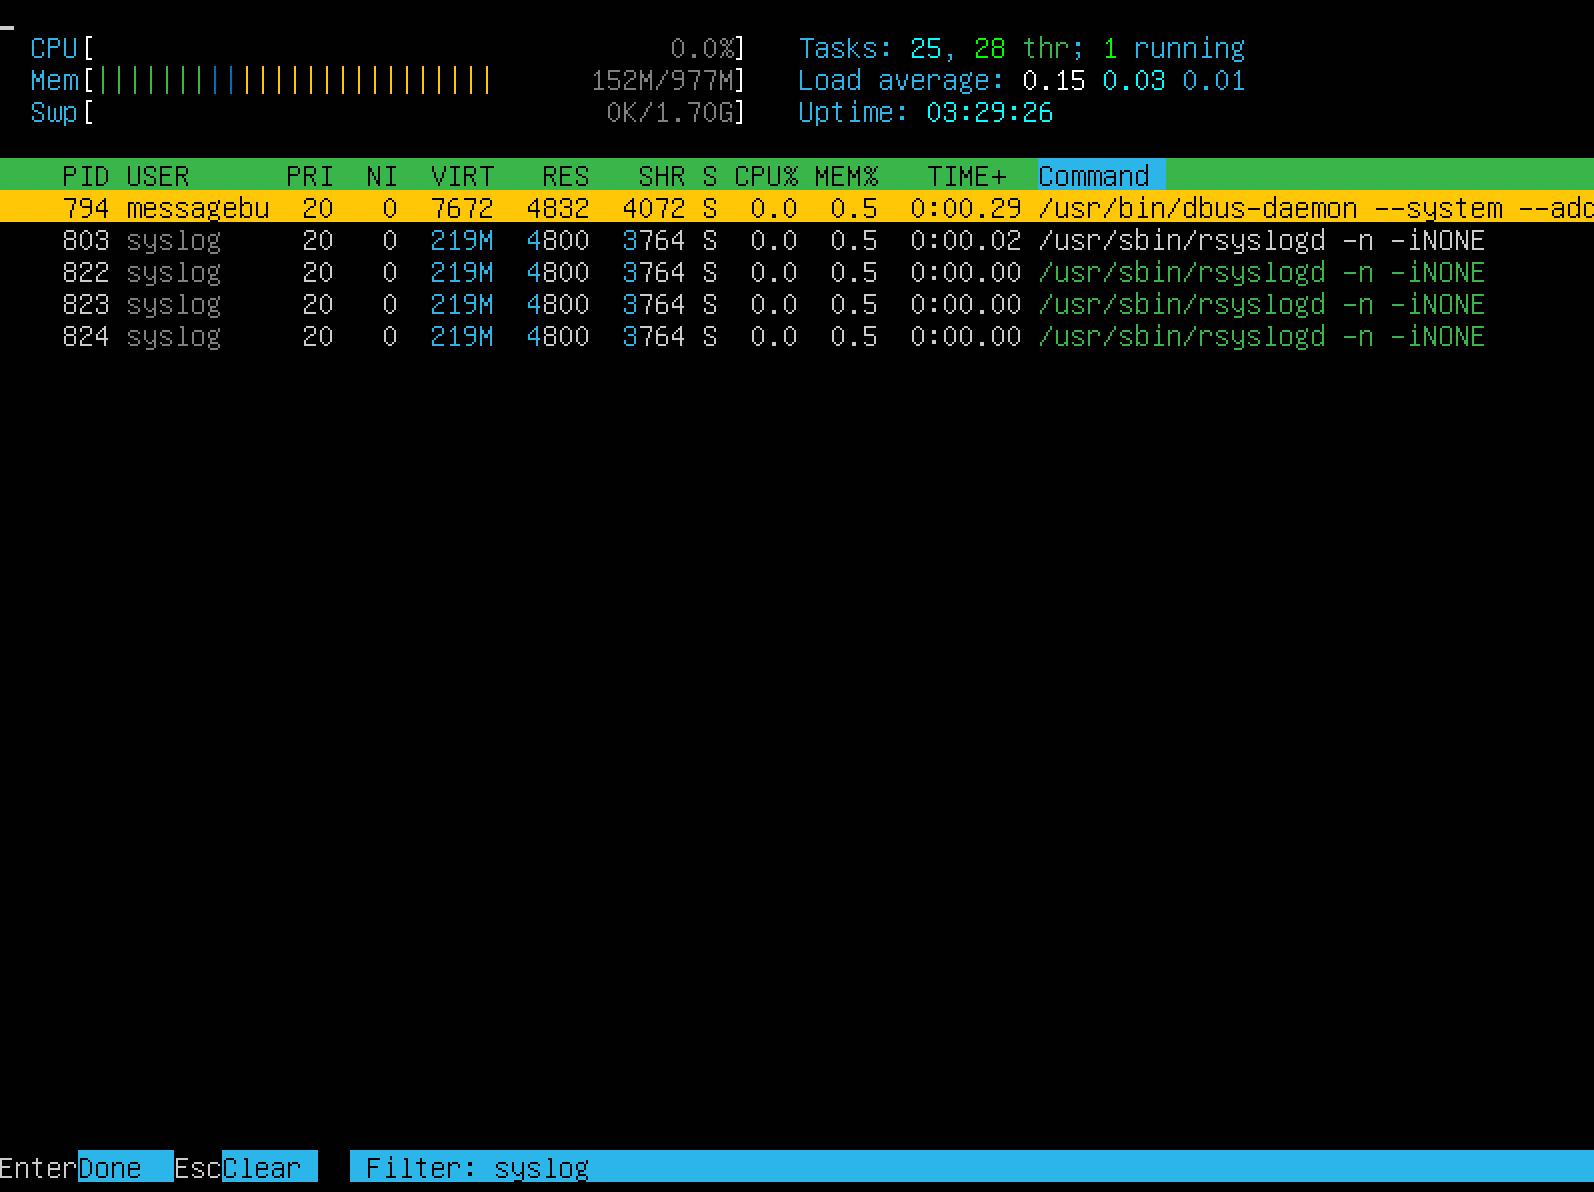 CPU[ 0.0%] Tasks: 25, 28 thr; 1 running
Mem[||||||||||||||||||||||||| 152M/977M] Load average: 0.15 0.03 0.01
Swp[ 0K/1.70G] Uptime: 03:29:26
PID USER PRI NI VIRT RES SHR S CPU% MEM% TIME+ Command
794 messagebu 20 0 7672 4832 4072 S 0.0 0.5 0:00.29 /usr/bin/dbus-daemon --system --add
803 syslog 20 0 219M 4800 3764 S 0.0 0.5 0:00.02 /usr/sbin/rsyslogd -n -iNONE
822 syslog 20 0 219M 4800 3764 S 0.0 0.5 0:00.00 /usr/sbin/rsyslogd -n -iNONE
823 syslog 20 0 219M 4800 3764 S 0.0 0.5 0:00.00 /usr/sbin/rsyslogd -n -iNONE
824 syslog 20 0 219M 4800 3764 S 0.0 0.5 0:00.00 /usr/sbin/rsyslogd -n -iNONE
EnterDone EscClear Filter: syslog